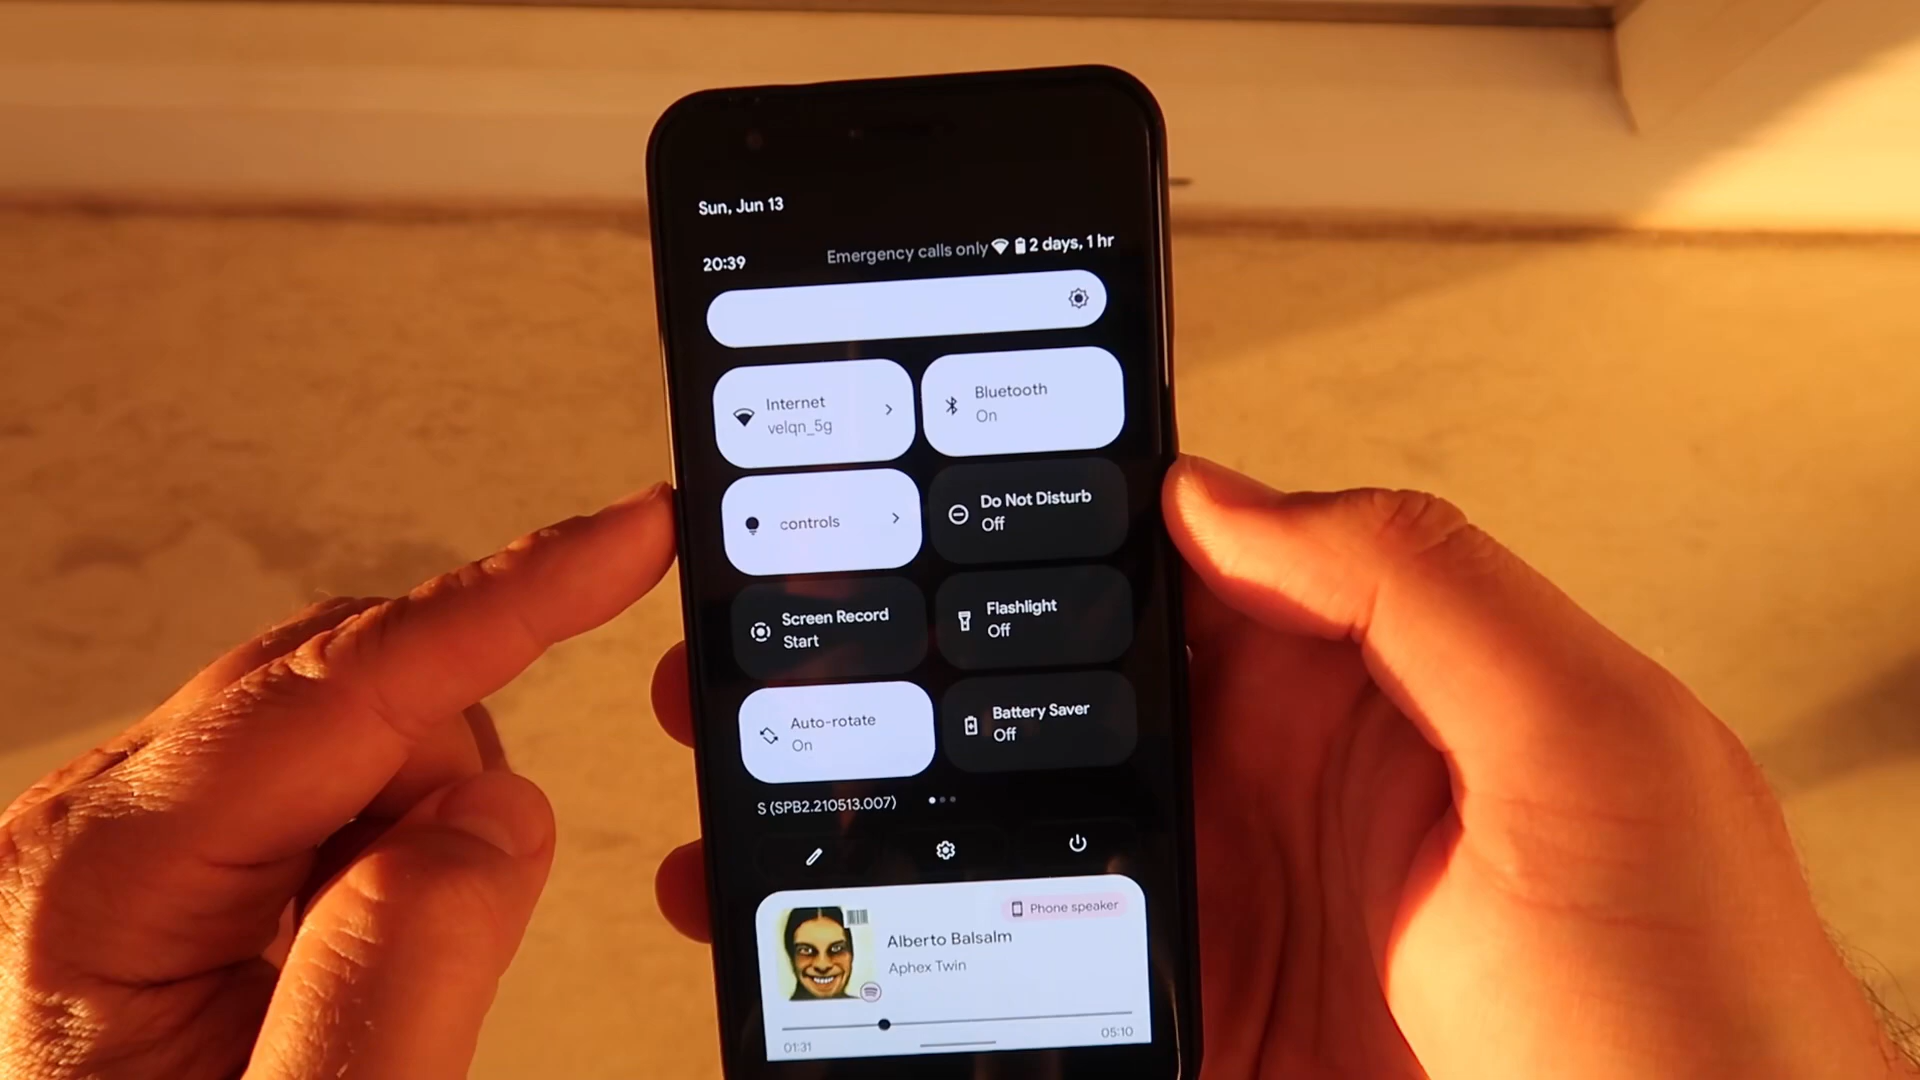 Sun, Jun 13
20:39
Emergency calls only 2 days, 1 hr
Internet
velqn_5g
Bluetooth
On
controls
Do Not Disturb
Off
Screen Record
Start
Flashlight
Off
Auto-rotate
On
Battery Saver
Off
S (SPB2.210513.007)
Phone speaker
Alberto Balsalm
Aphex Twin
01:31
05:10